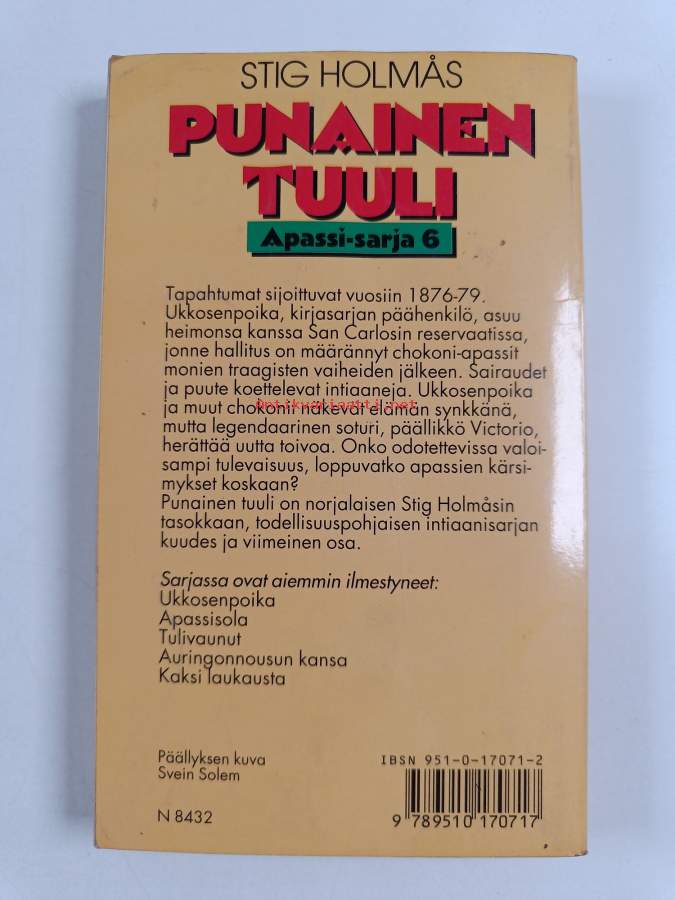 STIG HOLMÅS
PUNAINEN
TUULI
Apassi-sarja 6
Tapahtumat sijoittuvat vuosiin 1876-79.
Ukkosenpoika, kirjasarjan päähenkilö, asuu
heimonsa kanssa San Carlosin reservaatissa,
jonne hallitus on määrännyt chokoni-apassit
monien traagisten vaiheiden jälkeen. Sairaudet
ja puute koettelevat intiaaneja. Ukkosenpoika
Antikvariaatti.net
ja muut chokonit näkevät elämän synkkänä,
mutta legendaarinen soturi, päällikkö Victorio,
herättää uutta toivoa. Onko odotettevissa valoi-
sampi tulevaisuus, loppuvatko apassien kärsi-
mykset koskaan?
Punainen tuuli on norjalaisen Stig Holmåsin
tasokkaan, todellisuuspohjaisen intiaanisarjan
kuudes ja viimeinen osa.
Sarjassa ovat aiemmin ilmestyneet:
Ukkosenpoika
Apassisola
Tulivaunut
Auringonnousun kansa
Kaksi laukausta
Päällyksen kuva
Svein Solem
N 8432
IBSN 951-0-17071-2
9 789510 170717